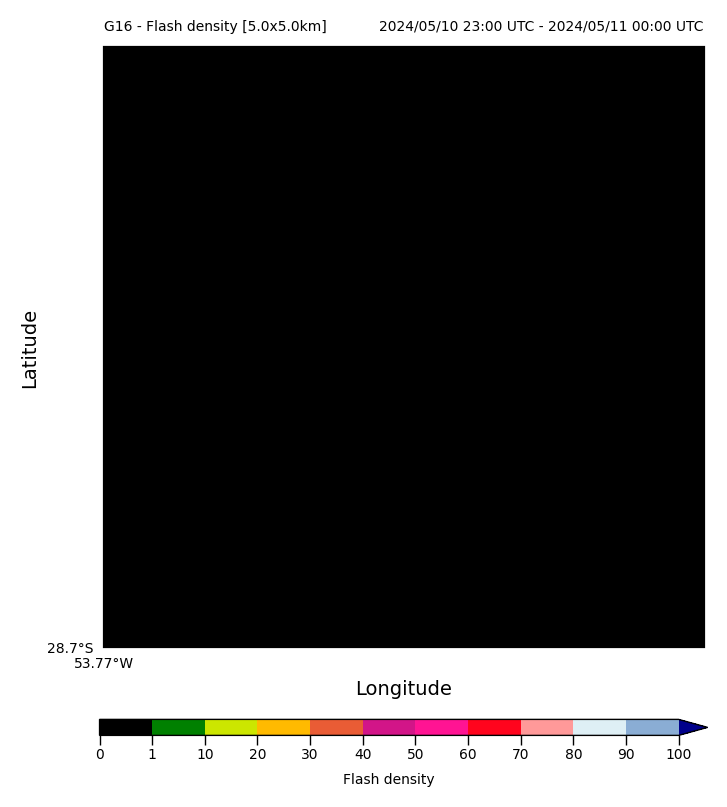 G16 - Flash density [5.0x5.0km] 2024/05/10 23:00 UTC - 2024/05/11 00:00 UTC
Latitude
28.7°S
53.77°W
Longitude
0 1 10 20 30 40 50 60 70 80 90 100
Flash density